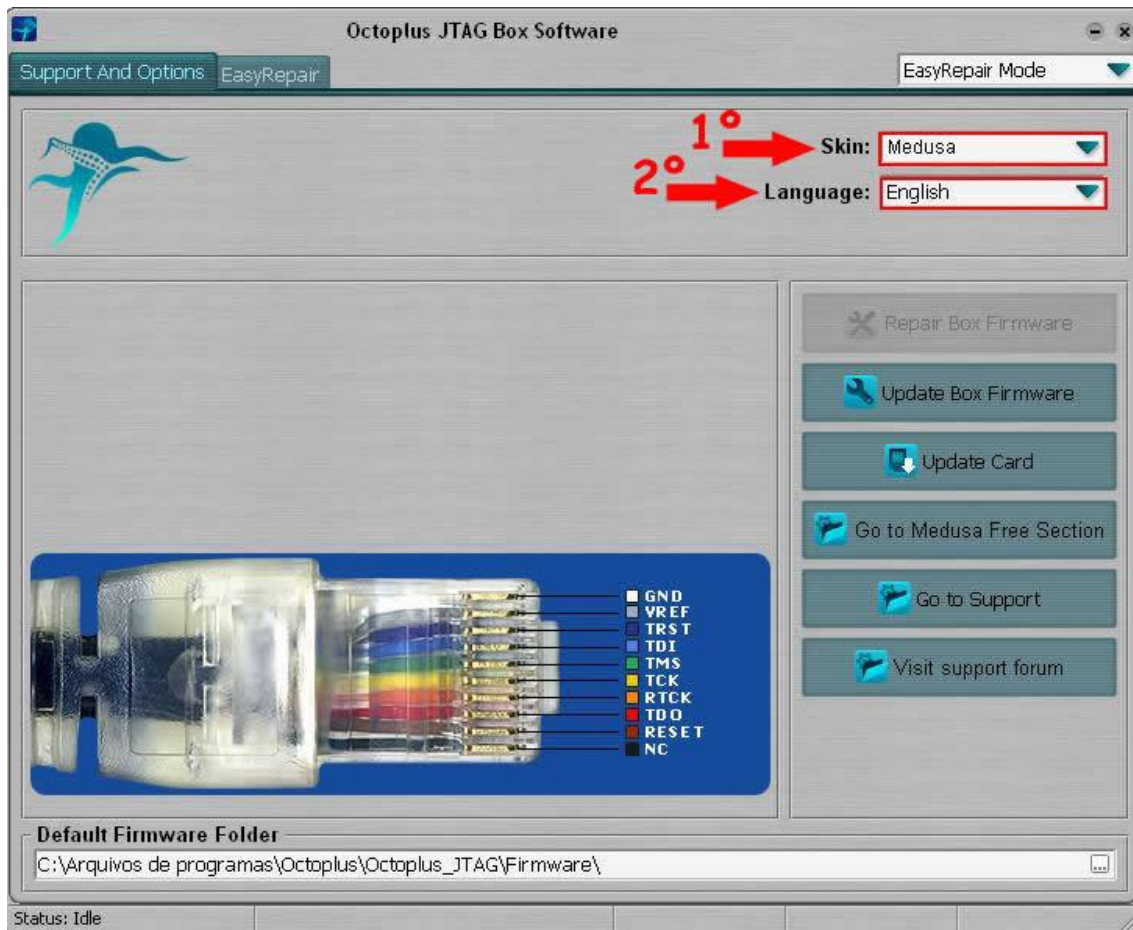 Octoplus JTAG Box Software
Support And Options
EasyRepair
EasyRepair Mode
1º
Skin:
Medusa
2º
Language:
English
Repair Box Firmware
Update Box Firmware
Update Card
Go to Medusa Free Section
Go to Support
Visit support forum
GND
VREF
TRST
TDI
TMS
TCK
RTCK
TDO
RESET
NC
Default Firmware Folder
C:\Arquivos de programas\Octoplus\Octoplus_JTAG\Firmware\
...
Status: Idle